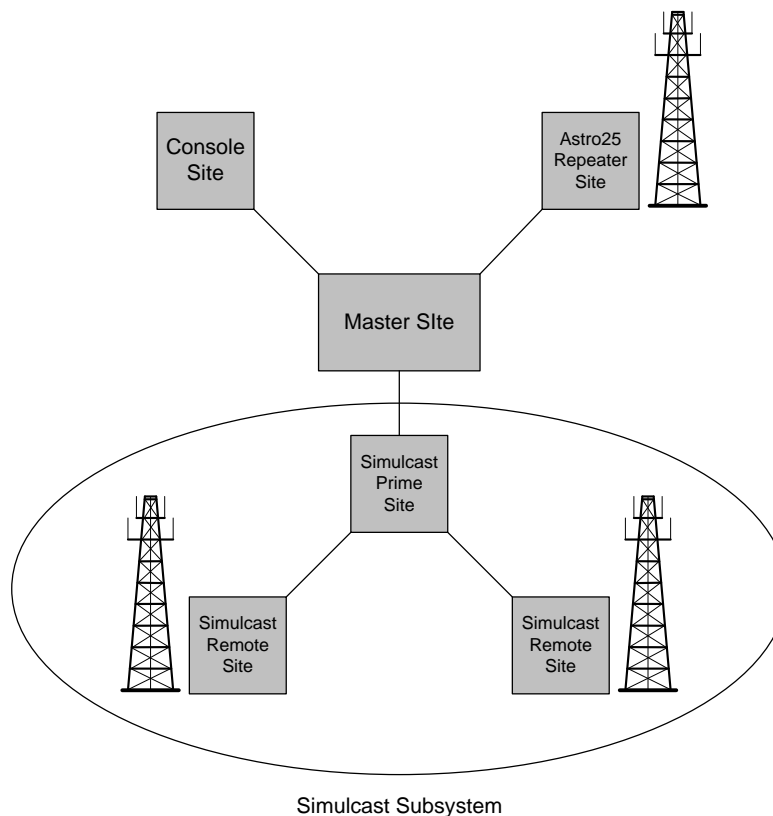 Console
Site
Astro25
Repeater
Site
Master SIte
Simulcast
Prime
Site
Simulcast
Remote
Site
Simulcast
Remote
Site
Simulcast Subsystem